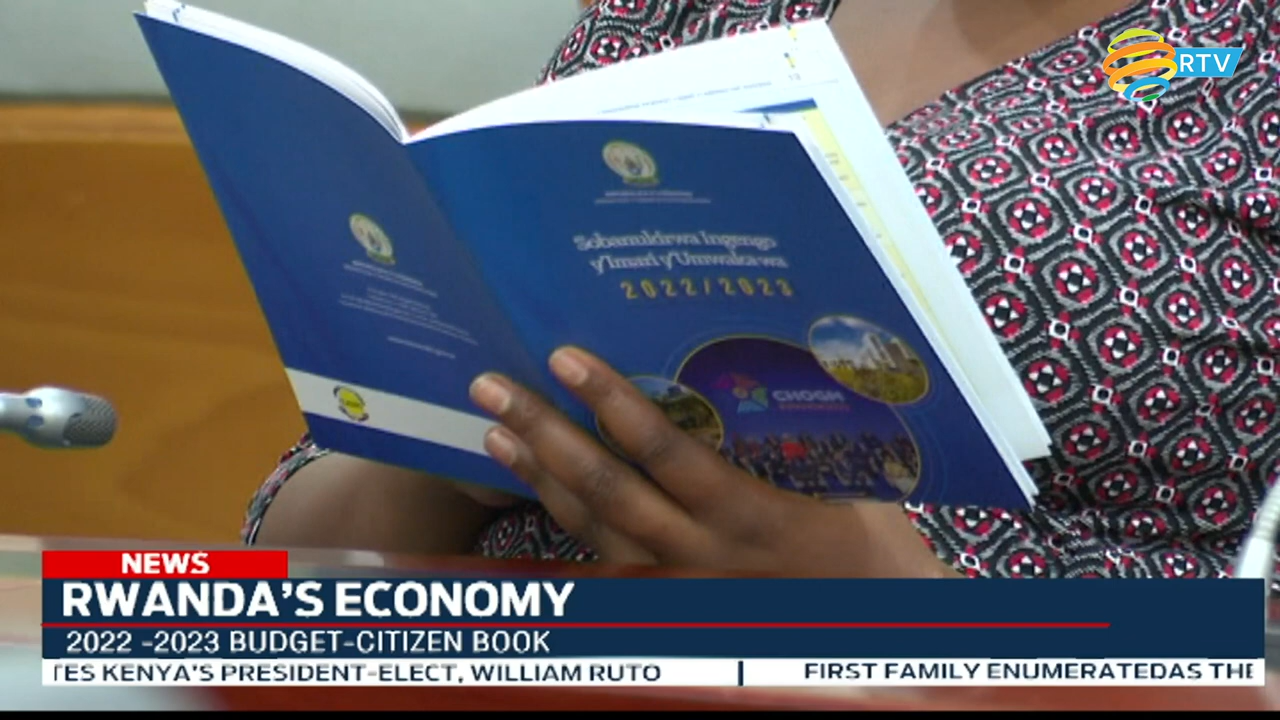 RTV
13
Sobanukirwa Ingengo
y'Imari y'Umwaka wa
2022/2023
CHOGM
NEWS
RWANDA'S ECONOMY
2022 -2023 BUDGET-CITIZEN BOOK
TES KENYA'S PRESIDENT-ELECT, WILLIAM RUTO | FIRST FAMILY ENUMERATEDAS THE